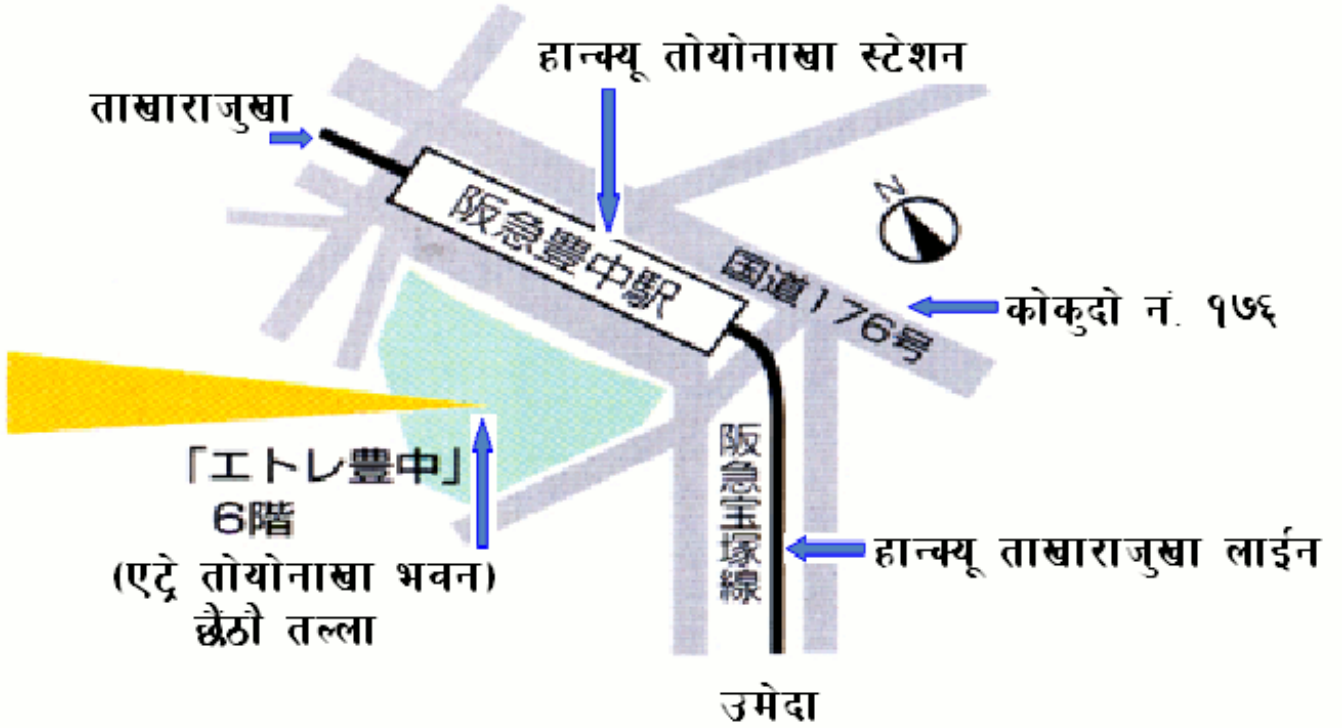 हान्क्यू तोयोनाखा स्टेशन
ताखाराजुखा
N
阪急豊中駅
国道176号
कोकुदो नं. १७६
「エトレ豊中」
6階
(एट्रे तोयोनाखा भवन)
छैठौ तल्ला
阪急宝塚線
हान्क्यू ताखाराजुखा लाईन
उमेदा